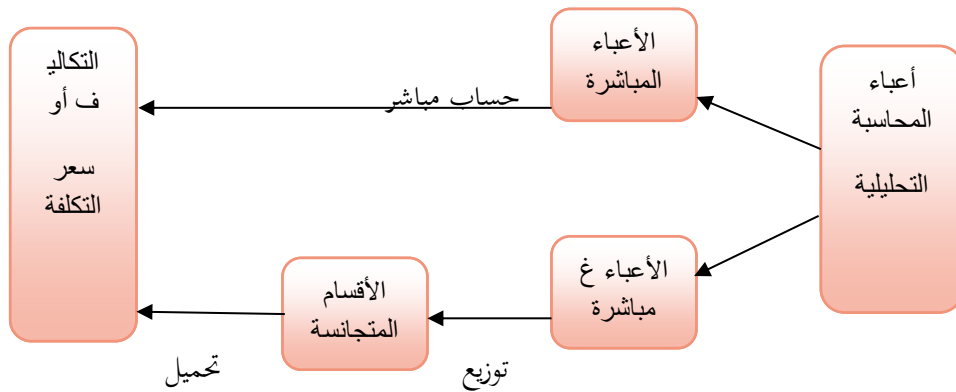 أعباء
المحاسبة
التحليلية
الأعباء
المباشرة
حساب مباشر
التكالي
ف أو
سعر
التكلفة
الأعباء غ
مباشرة
توزيع
الأقسام
المتجانسة
تحميل